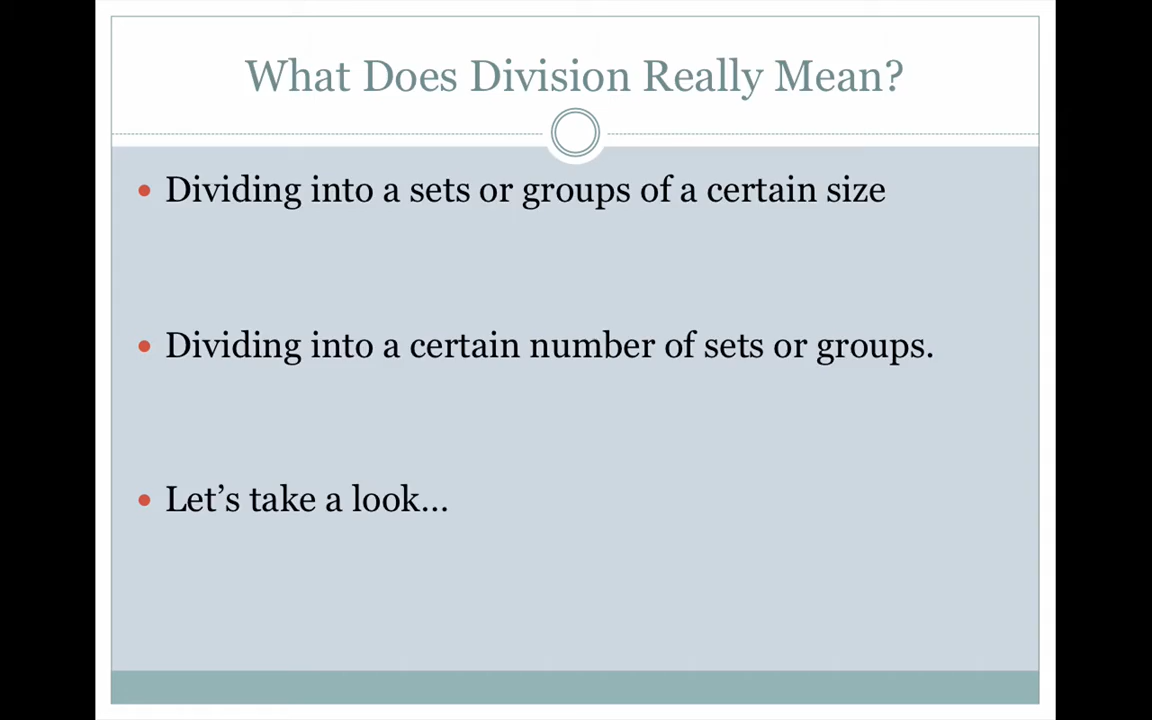 What Does Division Really Mean?
• Dividing into a sets or groups of a certain size
• Dividing into a certain number of sets or groups.
• Let’s take a look…